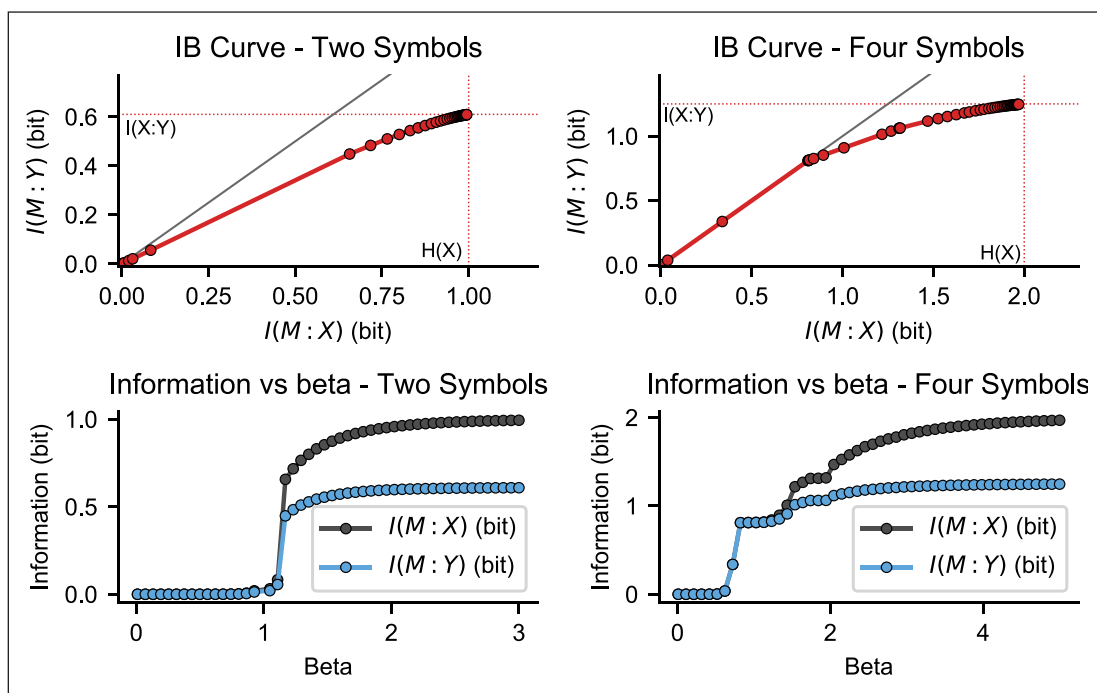 IB Curve - Two Symbols
I(M : Y) (bit)
0.6
0.4
0.2
0.0
I(X:Y)
H(X)
0.00 0.25 0.50 0.75 1.00
I(M : X) (bit)
IB Curve - Four Symbols
I(M : Y) (bit)
1.0
0.5
0.0
I(X:Y)
H(X)
0.0 0.5 1.0 1.5 2.0
I(M : X) (bit)
Information vs beta - Two Symbols
Information (bit)
1.0
0.5
0.0
I(M : X) (bit)
I(M : Y) (bit)
0 1 2 3
Beta
Information vs beta - Four Symbols
Information (bit)
2
1
0
I(M : X) (bit)
I(M : Y) (bit)
0 2 4
Beta